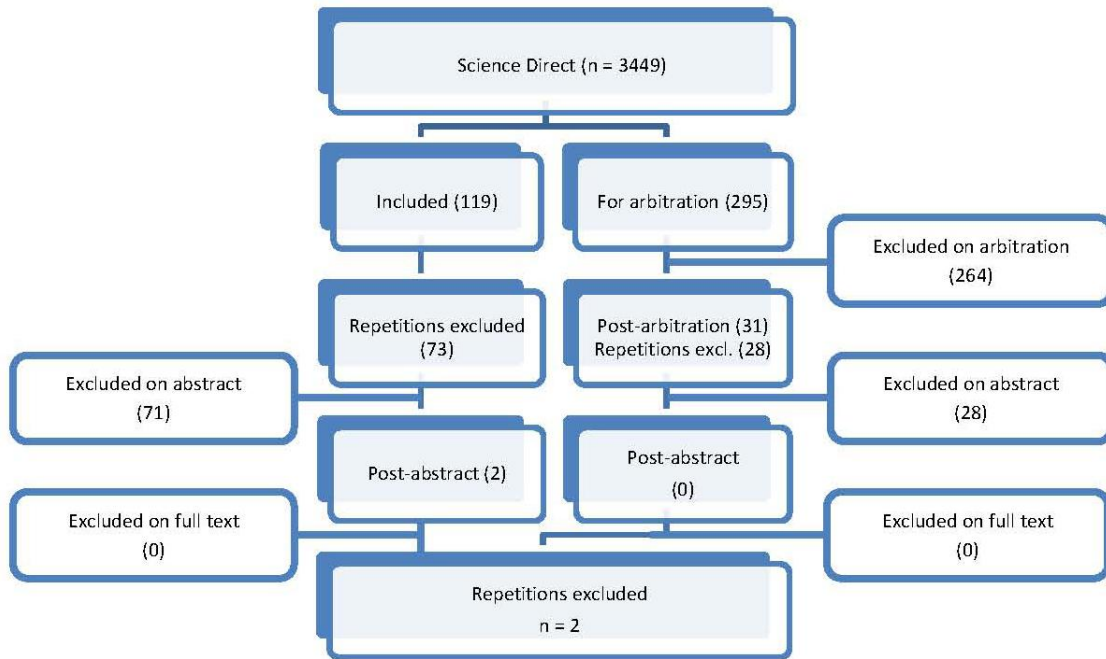 Science Direct (n = 3449)
Included (119)
For arbitration (295)
Excluded on arbitration
(264)
Repetitions excluded
(73)
Post-arbitration (31)
Repetitions excl. (28)
Excluded on abstract
(71)
Excluded on abstract
(28)
Post-abstract (2)
Post-abstract
(0)
Excluded on full text
(0)
Excluded on full text
(0)
Repetitions excluded
n = 2